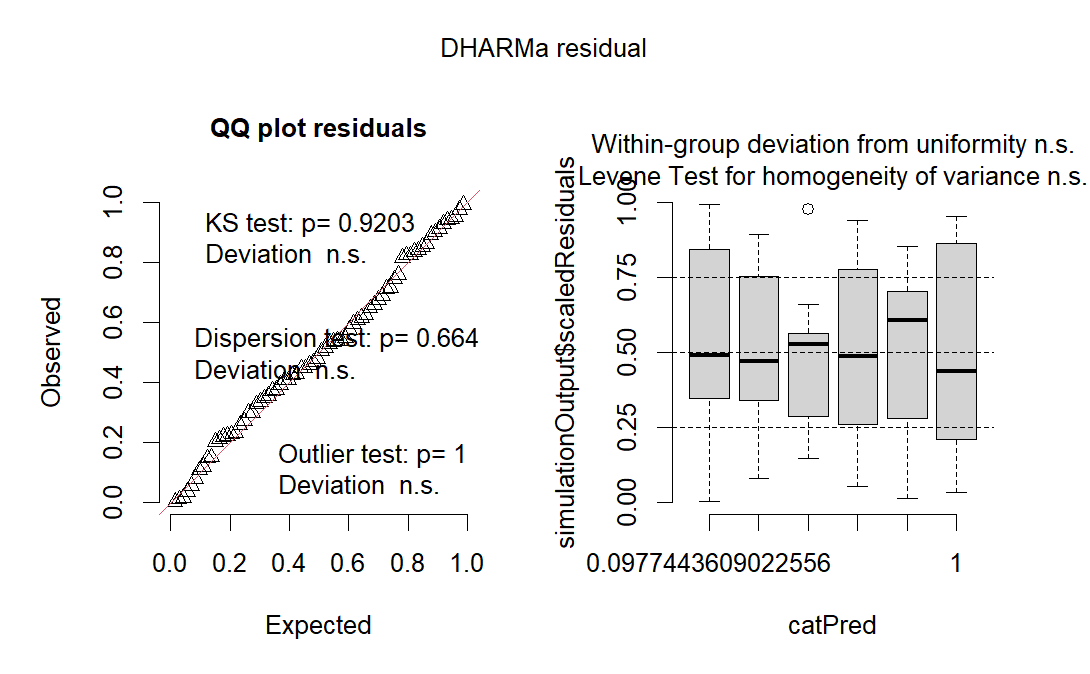 DHARMa residual
QQ plot residuals
KS test: p= 0.9203
Deviation  n.s.
Dispersion test: p= 0.664
Deviation  n.s.
Outlier test: p= 1
Deviation  n.s.
Observed
0.0 0.2 0.4 0.6 0.8 1.0
0.0 0.2 0.4 0.6 0.8 1.0
Expected
Within-group deviation from uniformity n.s.
Levene Test for homogeneity of variance n.s.
simulationOutput$scaledResiduals
0.00 0.25 0.50 0.75 1.00
0.0977443609022556 1
catPred